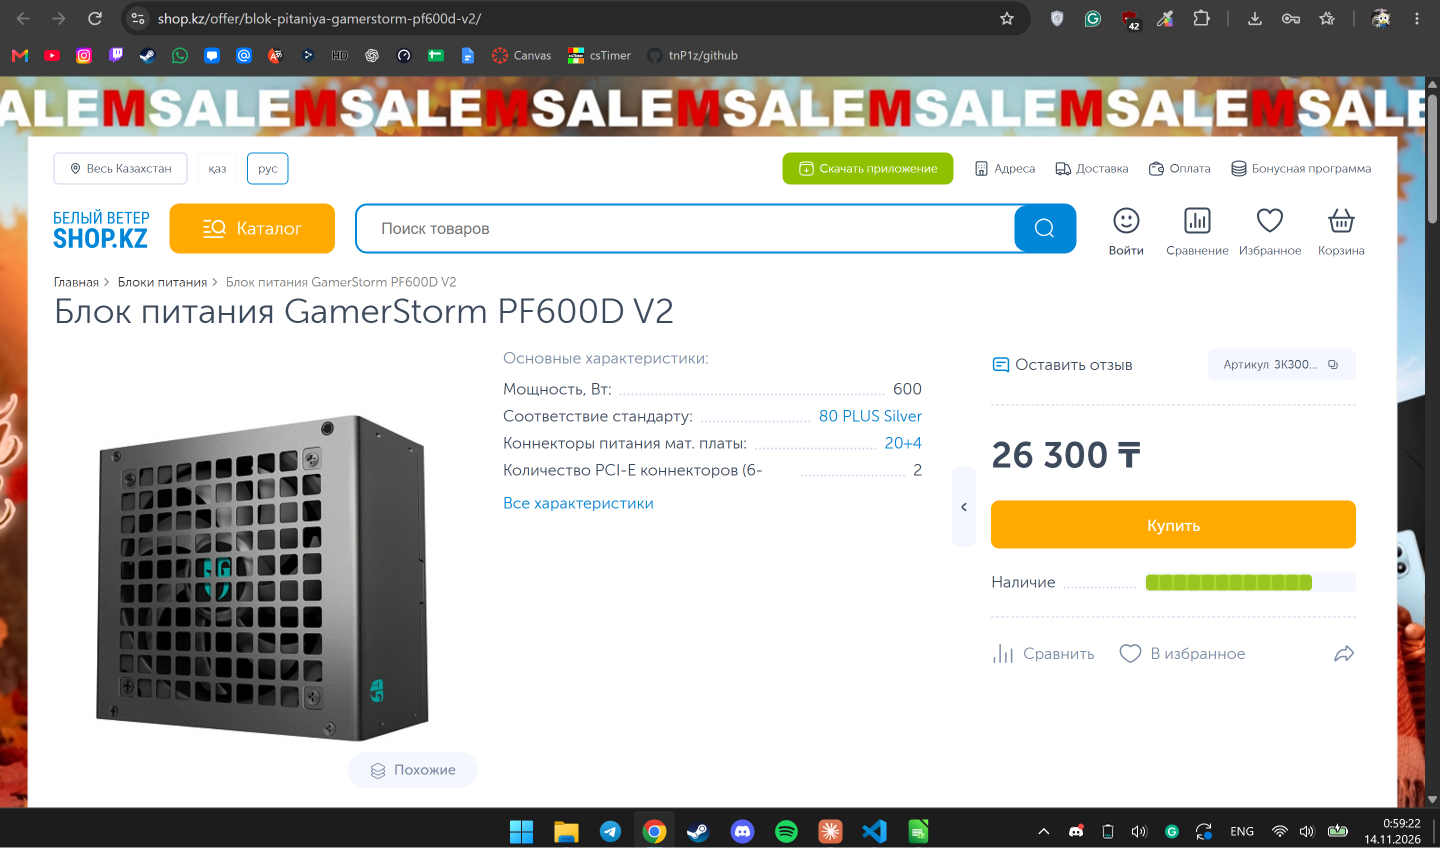 shop.kz/offer/blok-pitaniya-gamerstorm-pf600d-v2/
42
HD
Canvas
csTimer
tnP1z/github
ALEMSALEMSALEMSALEMSALEMSALEMSALEMSALE
Весь Казахстан
қаз
рус
Скачать приложение
Адреса
Доставка
Оплата
Бонусная программа
БЕЛЫЙ ВЕТЕР
SHOP.KZ
Каталог
Поиск товаров
Войти
Сравнение
Избранное
Корзина
Главная > Блоки питания > Блок питания GamerStorm PF600D V2
Блок питания GamerStorm PF600D V2
Основные характеристики:
Мощность, Вт: 600
Соответствие стандарту: 80 PLUS Silver
Коннекторы питания мат. платы: 20+4
Количество PCI-E коннекторов (6- 2
Все характеристики
Похожие
Оставить отзыв
Артикул 3K300...
26 300 ₸
Купить
Наличие
Сравнить
В избранное
ENG
0:59:22
14.11.2026